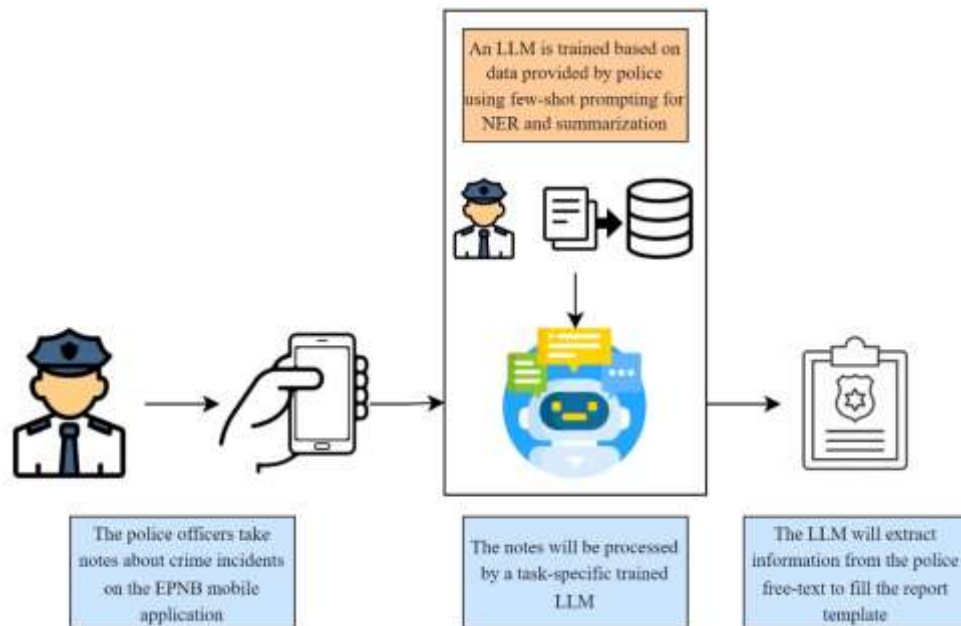 An LLM is trained based on
data provided by police
using few-shot prompting for
NER and summarization
The police officers take
notes about crime incidents
on the EPNB mobile
application
The notes will be processed
by a task-specific trained
LLM
The LLM will extract
information from the police
free-text to fill the report
template